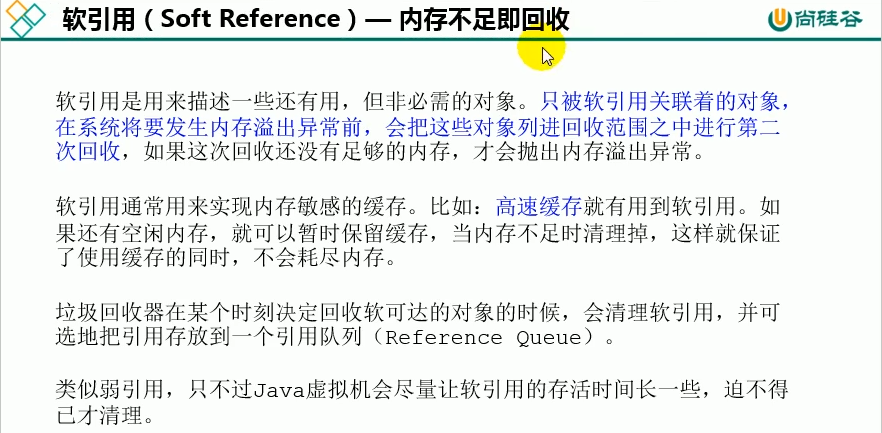 软引用（Soft Reference）— 内存不足即回收
尚硅谷
软引用是用来描述一些还有用，但非必需的对象。只被软引用关联着的对象，
在系统将要发生内存溢出异常前，会把这些对象列进回收范围之中进行第二
次回收，如果这次回收还没有足够的内存，才会抛出内存溢出异常。
软引用通常用来实现内存敏感的缓存。比如：高速缓存就有用到软引用。如
果还有空闲内存，就可以暂时保留缓存，当内存不足时清理掉，这样就保证
了使用缓存的同时，不会耗尽内存。
垃圾回收器在某个时刻决定回收软可达的对象的时候，会清理软引用，并可
选地把引用存放到一个引用队列（Reference Queue）。
类似弱引用，只不过Java虚拟机会尽量让软引用的存活时间长一些，迫不得
已才清理。